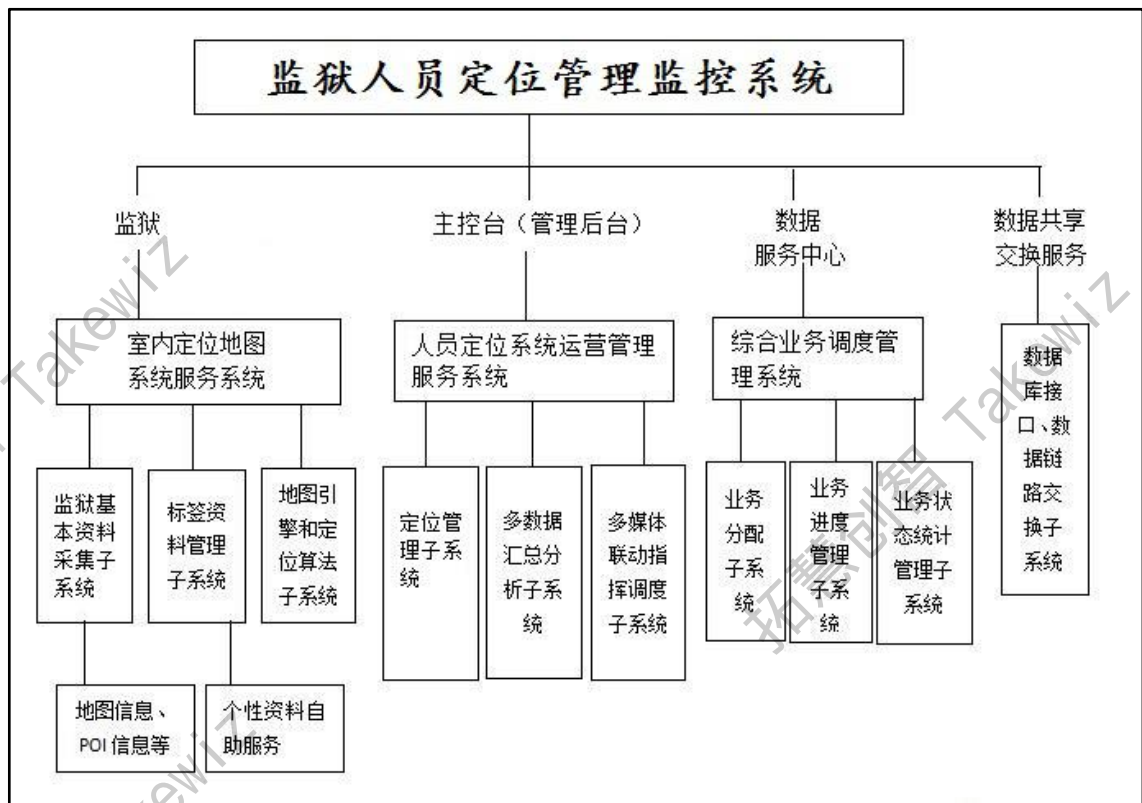 监狱人员定位管理监控系统
监狱
主控台（管理后台）
数据
服务中心
数据共享
交换服务
室内定位地图
系统服务系统
人员定位系统运营管理
服务系统
综合业务调度管
理系统
数据
库接
口、数
据链
路交
换子
系统
监狱基
本资料
采集子
系统
标签资
料管理
子系统
地图引
擎和定
位算法
子系统
定位管
理子系
统
多数据
汇总分
析子系
统
多媒体
联动指
挥调度
子系统
业务
分配
子系
统
业务
进度
管理
子系
统
业务状
态统计
管理子
系统
地图信息、
POI 信息等
个性资料自
助服务
Takewiz
拓慧创智 Takewiz
kewiz